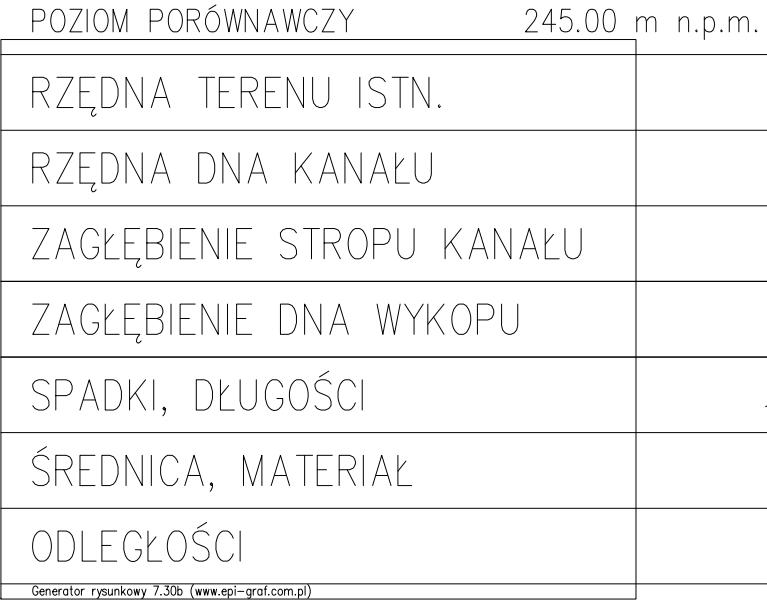 POZIOM PORÓWNAWCZY 245.00 m n.p.m.
RZĘDNA TERENU ISTN.
RZĘDNA DNA KANAŁU
ZAGŁĘBIENIE STROPU KANAŁU
ZAGŁĘBIENIE DNA WYKOPU
SPADKI, DŁUGOŚCI
ŚREDNICA, MATERIAŁ
ODLEGŁOŚCI
Generator rysunkowy 7.30b (www.epi-graf.com.pl)